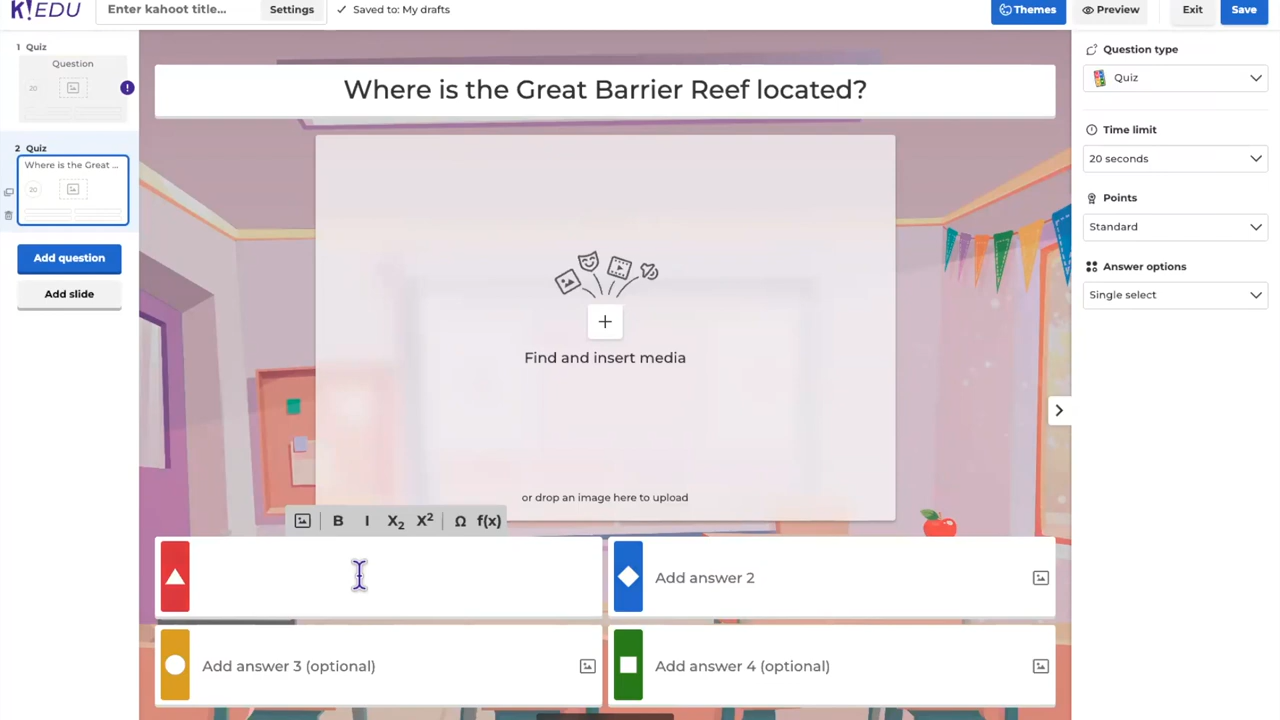 K!EDU
Enter kahoot title...
Settings
Saved to: My drafts
Themes
Preview
Exit
Save
1 Quiz
Question
20
!
2 Quiz
Where is the Great ...
20
Add question
Add slide
Where is the Great Barrier Reef located?
Find and insert media
or drop an image here to upload
B I X2 X2 Ω f(x)
Add answer 2
Add answer 3 (optional)
Add answer 4 (optional)
Question type
Quiz
Time limit
20 seconds
Points
Standard
Answer options
Single select